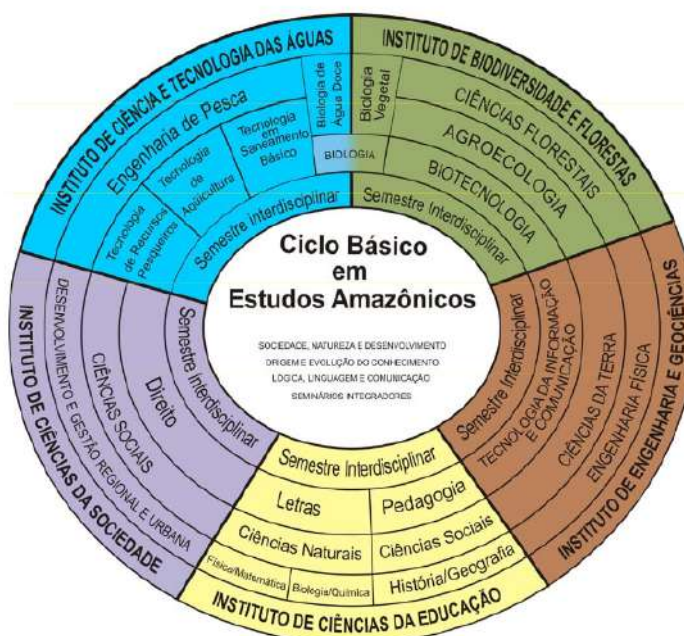 Ciclo Básico
em
Estudos Amazônicos
SOCIEDADE, NATUREZA E DESENVOLVIMENTO
ORIGEM E EVOLUÇÃO DO CONHECIMENTO
LÓGICA, LINGUAGEM E COMUNICAÇÃO
SEMINÁRIOS INTEGRADORES
INSTITUTO DE CIÊNCIA E TECNOLOGIA DAS ÁGUAS
Engenharia de Pesca
Biologia de
Água Doce
Tecnologia
em
Saneamento
Básico
Tecnologia
de
Aqüicultura
Tecnologia
de Recursos
Pesqueiros
BIOLOGIA
Semestre Interdisciplinar
INSTITUTO DE BIODIVERSIDADE E FLORESTAS
Biologia
Vegetal
CIÊNCIAS FLORESTAIS
AGROECOLOGIA
BIOTECNOLOGIA
Semestre Interdisciplinar
INSTITUTO DE ENGENHARIA E GEOCIÊNCIAS
ENGENHARIA FÍSICA
CIÊNCIAS DA TERRA
TECNOLOGIA DA INFORMAÇÃO
E COMUNICAÇÃO
Semestre Interdisciplinar
Semestre Interdisciplinar
Letras
Pedagogia
Ciências Naturais
Ciências Sociais
Física/Matemática
Biologia/Química
História/Geografia
INSTITUTO DE CIÊNCIAS DA EDUCAÇÃO
Semestre Interdisciplinar
Direito
CIÊNCIAS SOCIAIS
DESENVOLVIMENTO E GESTÃO REGIONAL E URBANA
INSTITUTO DE CIÊNCIAS DA SOCIEDADE